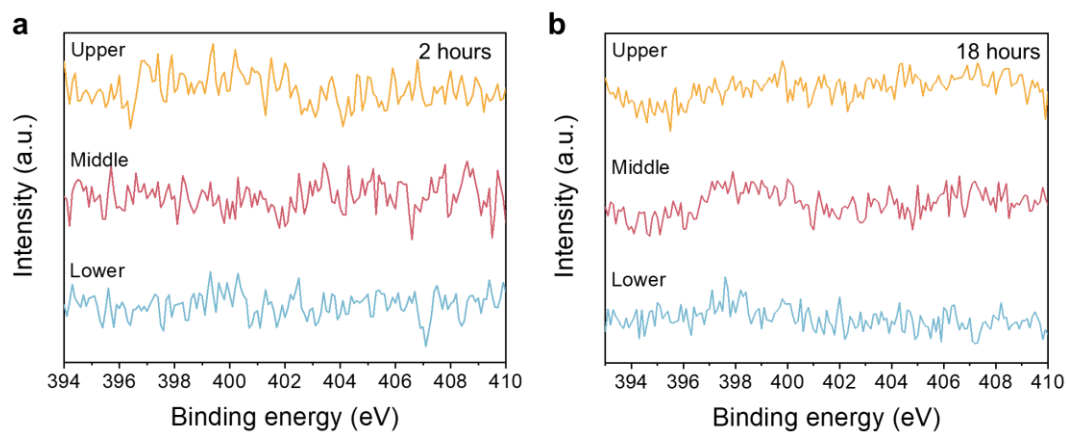 a
2 hours
Upper
Middle
Lower
Intensity (a.u.)
394 396 398 400 402 404 406 408 410
Binding energy (eV)
b
18 hours
Upper
Middle
Lower
Intensity (a.u.)
394 396 398 400 402 404 406 408 410
Binding energy (eV)